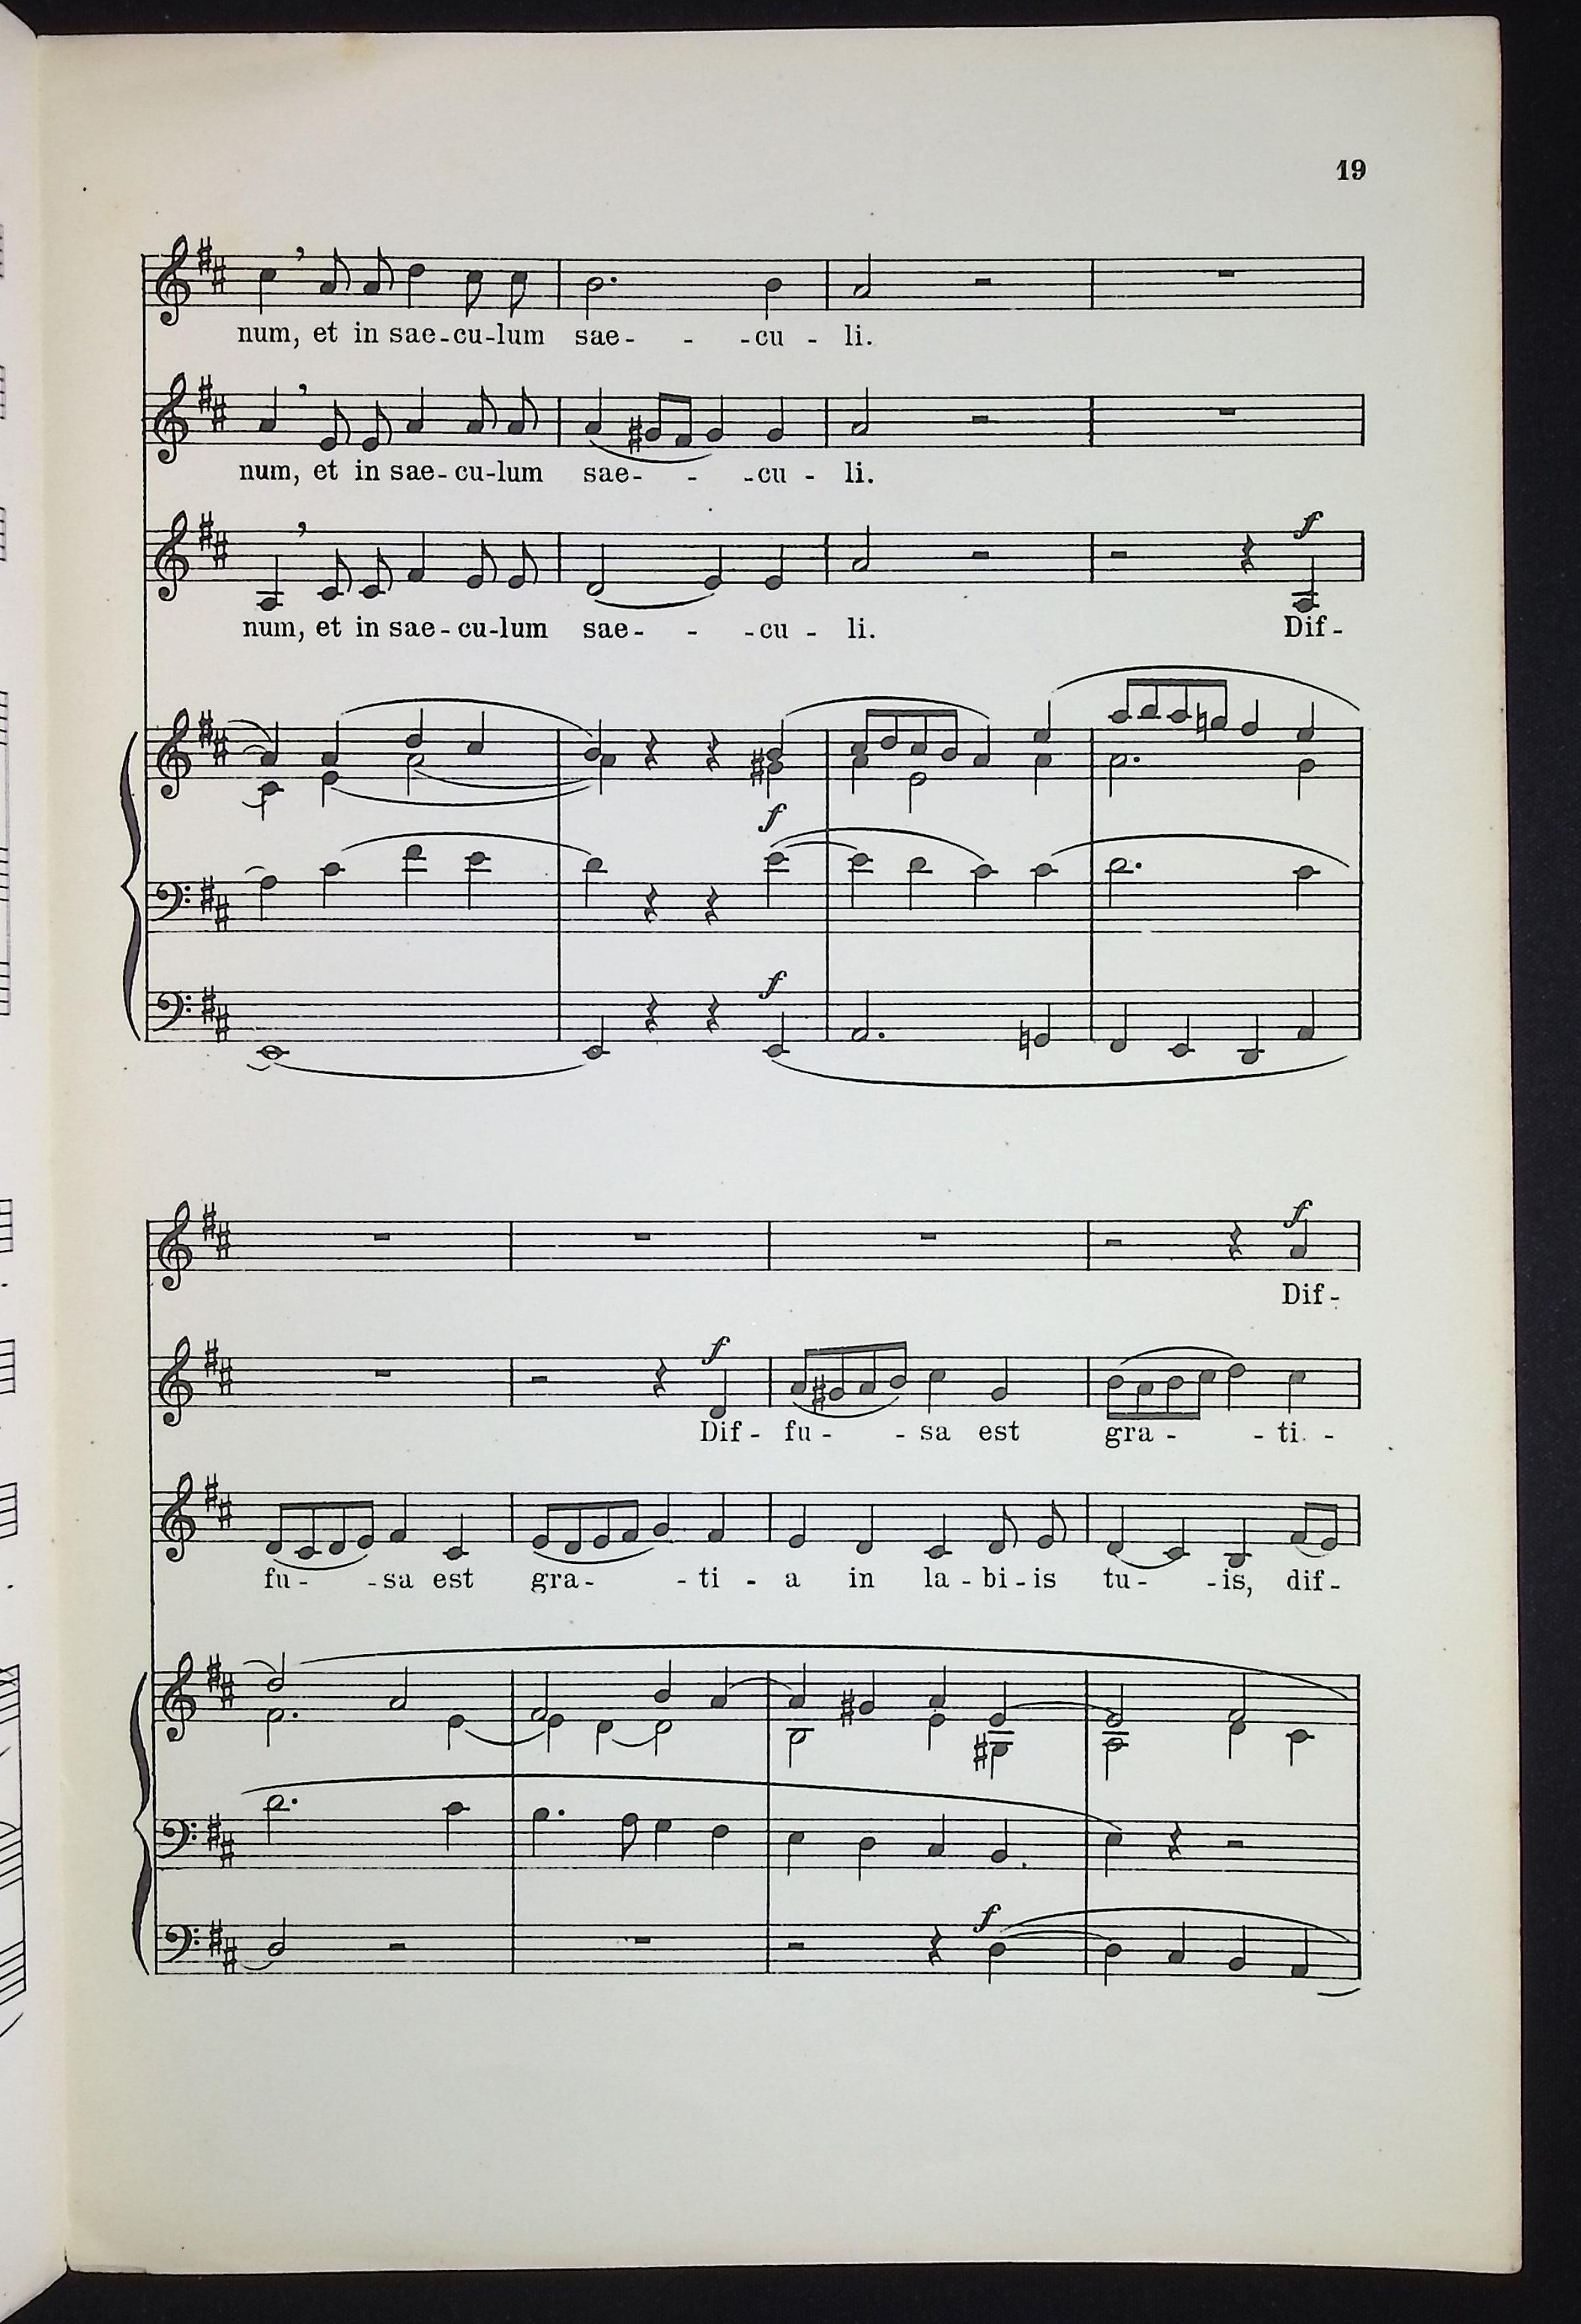 19
num, et in sae-cu-lum sae- - -cu - li.
num, et in sae-cu-lum sae- - -cu - li.
f
num, et in sae-cu-lum sae- - -cu - li. Dif-
f
f
f
Dif-
f
Dif- fu- -sa est gra- -ti-
fu- -sa est gra- -ti - a in la-bi-is tu- -is, dif-
f